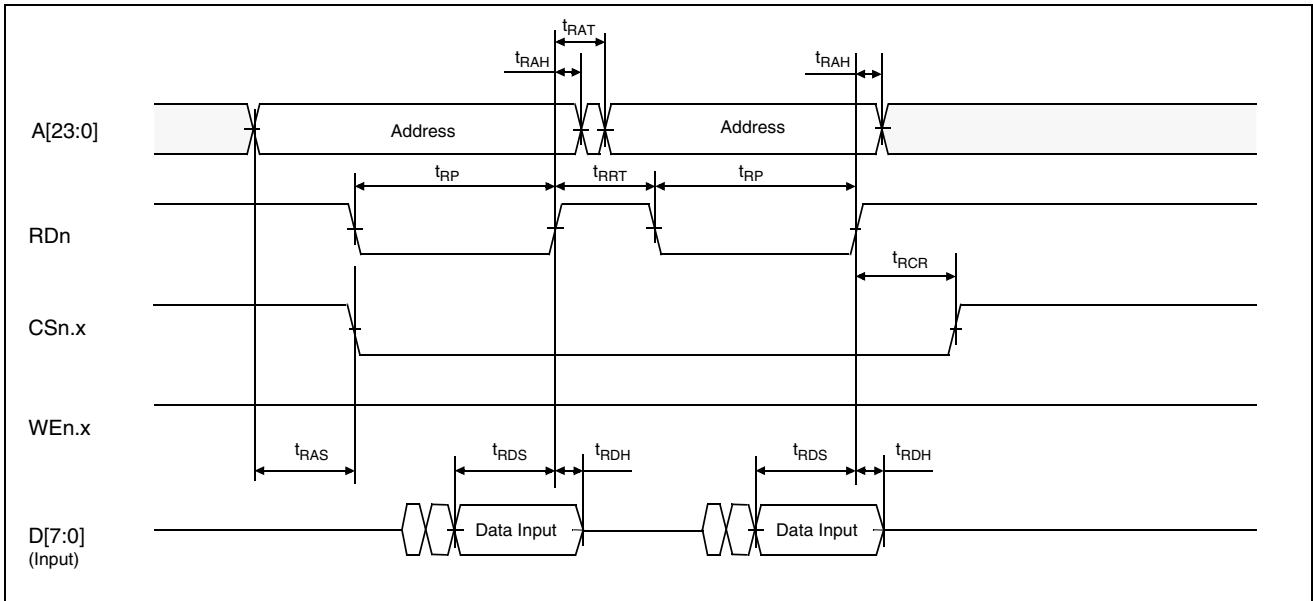 tRAT
tRAH
tRAH
A[23:0]
Address
Address
tRP
tRRT
tRP
RDn
tRCR
CSn.x
WEn.x
tRAS
tRDS
tRDH
tRDS
tRDH
D[7:0]
Data Input
Data Input
(Input)